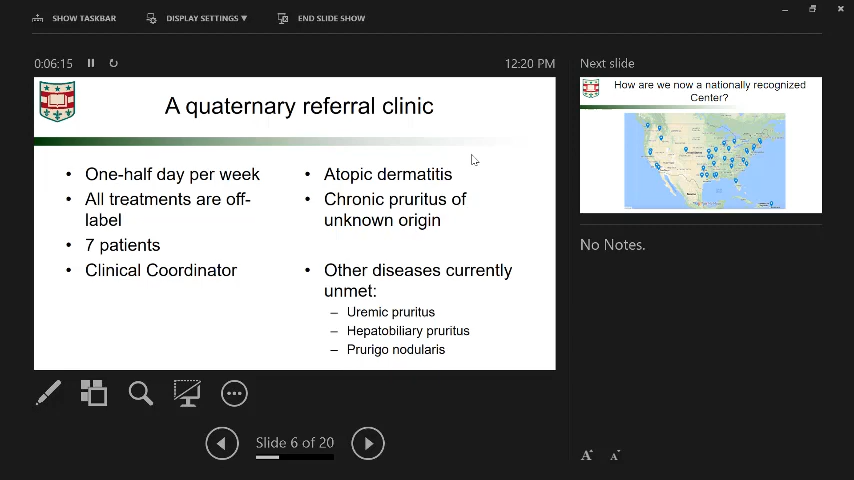 SHOW TASKBAR
DISPLAY SETTINGS ▼
END SLIDE SHOW
0:06:15
12:20 PM
A quaternary referral clinic
• One-half day per week
• All treatments are off-
label
• 7 patients
• Clinical Coordinator
• Atopic dermatitis
• Chronic pruritus of
unknown origin
• Other diseases currently
unmet:
– Uremic pruritus
– Hepatobiliary pruritus
– Prurigo nodularis
Slide 6 of 20
Next slide
How are we now a nationally recognized
Center?
No Notes.
A
A